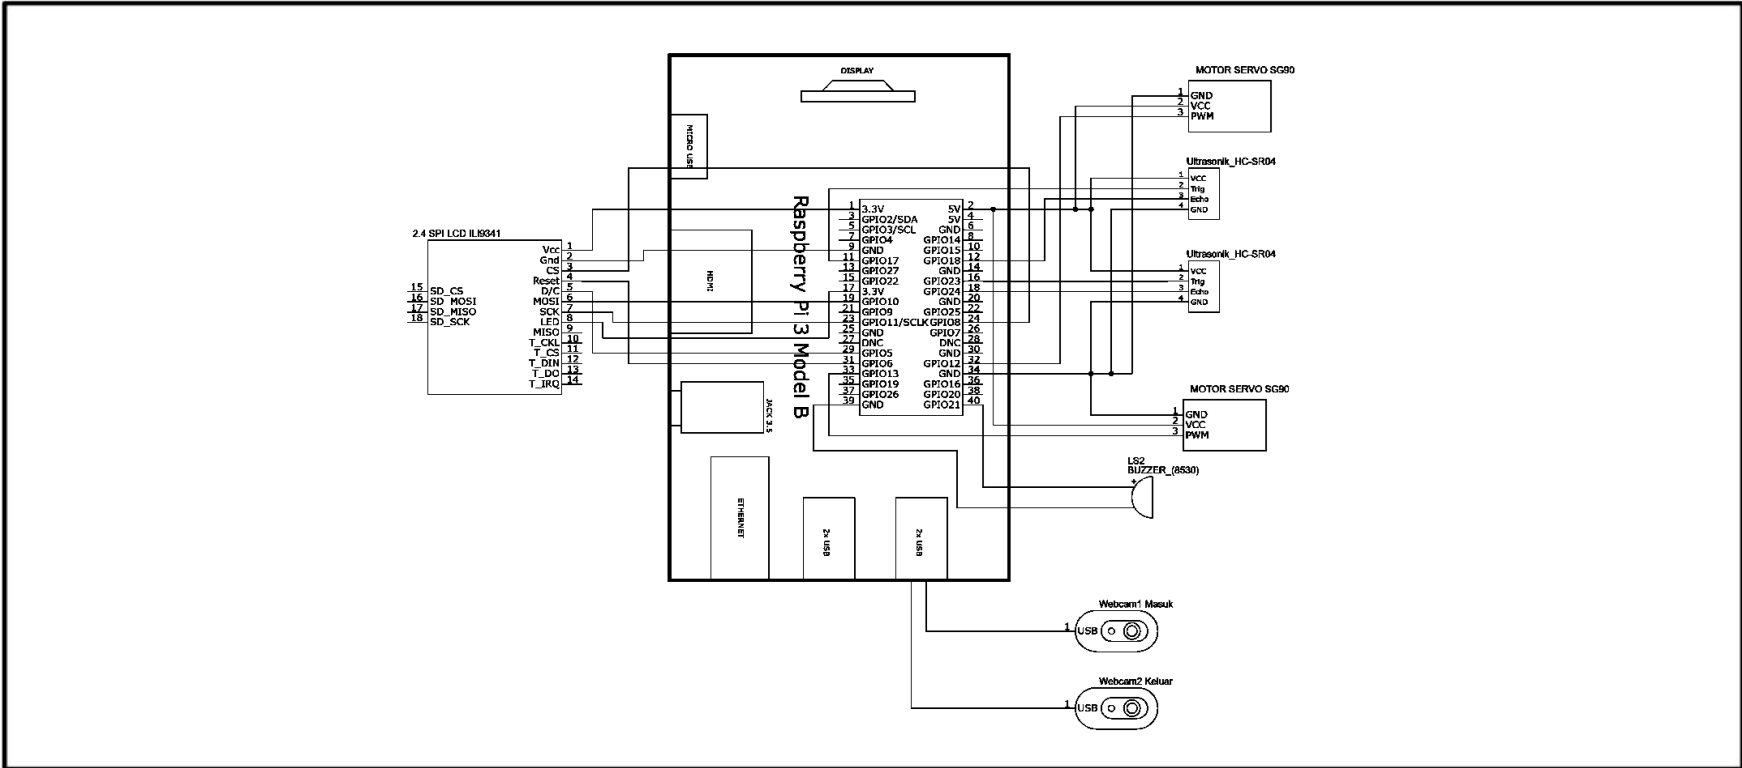 DISPLAY
MICRO USB
HDMI
JACK 3.5
ETHERNET
2x USB
2x USB
Raspberry Pi 3 Model B
2.4 SPI LCD ILI9341
Vcc 1
Gnd 2
CS 3
Reset 4
15 SD_CS D/C 5
16 SD_MOSI MOSI 6
17 SD_MISO SCK 7
18 SD_SCK LED 8
MISO 9
T_CKL 10
T_CS 11
T_DIN 12
T_DO 13
T_IRQ 14
1 3.3V 5V 2
3 GPIO2/SDA 5V 4
5 GPIO3/SCL GND 6
7 GPIO4 GPIO14 8
9 GND GPIO15 10
11 GPIO17 GPIO18 12
13 GPIO27 GND 14
15 GPIO22 GPIO23 16
17 3.3V GPIO24 18
19 GPIO10 GND 20
21 GPIO9 GPIO25 22
23 GPIO11/SCLK GPIO8 24
25 GND GPIO7 26
27 DNC DNC 28
29 GPIO5 GND 30
31 GPIO6 GPIO12 32
33 GPIO13 GND 34
35 GPIO19 GPIO16 36
37 GPIO26 GPIO20 38
39 GND GPIO21 40
MOTOR SERVO SG90
1 GND
2 VCC
3 PWM
Ultrasonik_HC-SR04
1 VCC
2 Trig
3 Echo
4 GND
Ultrasonik_HC-SR04
1 VCC
2 Trig
3 Echo
4 GND
MOTOR SERVO SG90
1 GND
2 VCC
3 PWM
LS2
BUZZER_(8530)
+
Webcam1 Masuk
1 USB
Webcam2 Keluar
1 USB